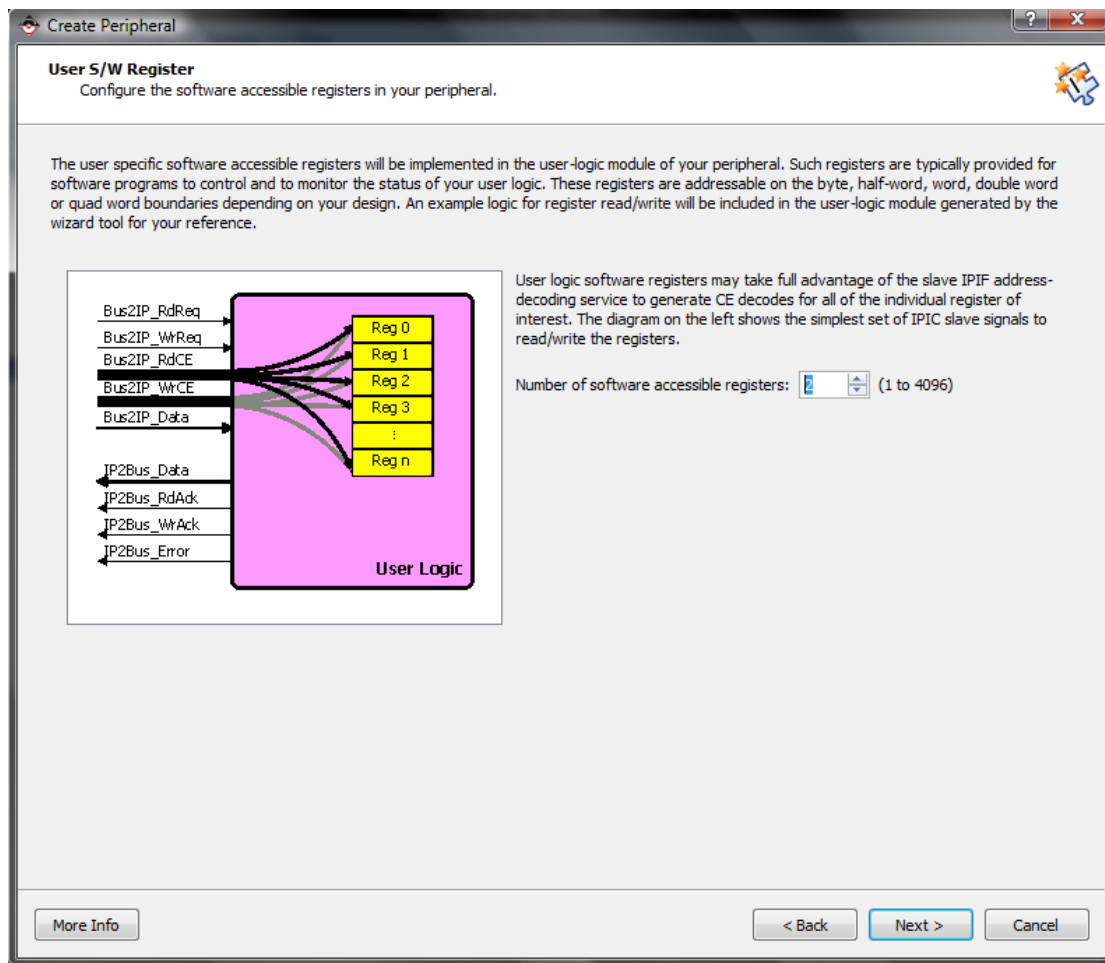 Create Peripheral
?
X
User S/W Register
Configure the software accessible registers in your peripheral.
The user specific software accessible registers will be implemented in the user-logic module of your peripheral. Such registers are typically provided for
software programs to control and to monitor the status of your user logic. These registers are addressable on the byte, half-word, word, double word
or quad word boundaries depending on your design. An example logic for register read/write will be included in the user-logic module generated by the
wizard tool for your reference.
Bus2IP_RdReq
Bus2IP_WrReq
Bus2IP_RdCE
Bus2IP_WrCE
Bus2IP_Data
IP2Bus_Data
IP2Bus_RdAck
IP2Bus_WrAck
IP2Bus_Error
Reg 0
Reg 1
Reg 2
Reg 3
⋮
Reg n
User Logic
User logic software registers may take full advantage of the slave IPIF address-
decoding service to generate CE decodes for all of the individual register of
interest. The diagram on the left shows the simplest set of IPIC slave signals to
read/write the registers.
Number of software accessible registers: 2 (1 to 4096)
More Info
< Back
Next >
Cancel